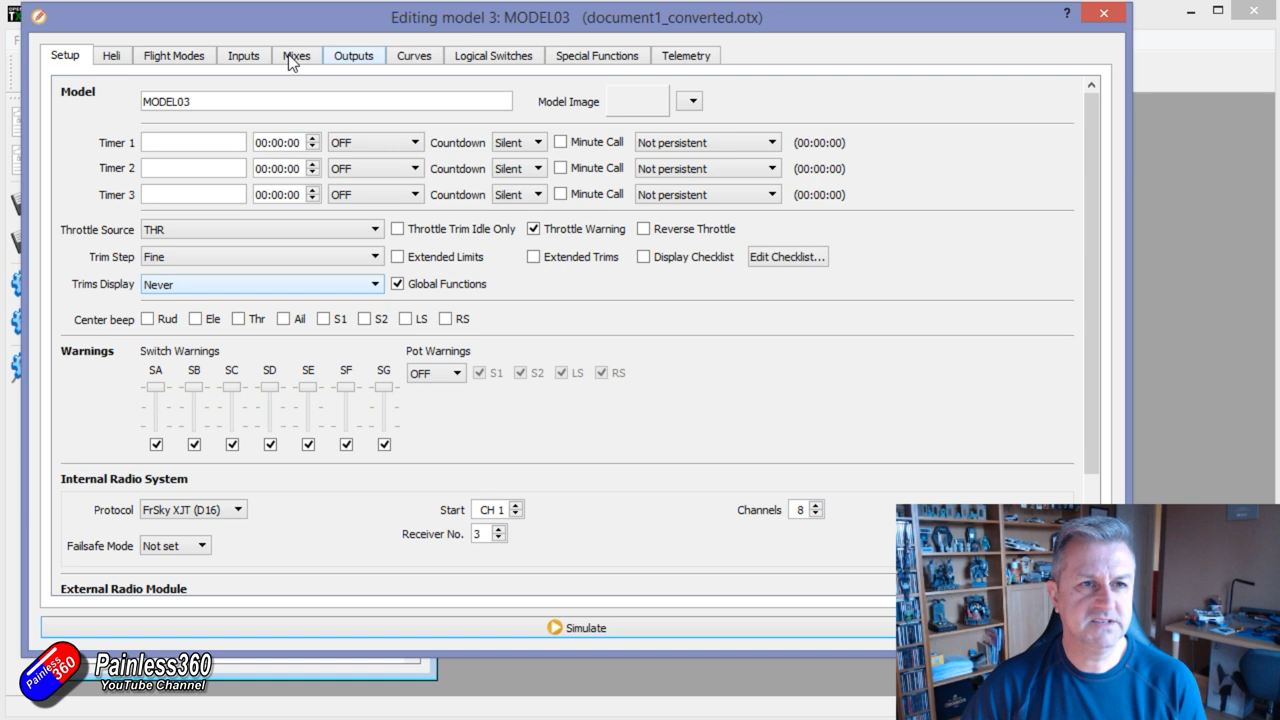 OPEN
TX
Editing model 3: MODEL03 (document1_converted.otx)
?
Setup Heli Flight Modes Inputs Mixes Outputs Curves Logical Switches Special Functions Telemetry
Model MODEL03 Model Image
Timer 1 00:00:00 OFF Countdown Silent Minute Call Not persistent (00:00:00)
Timer 2 00:00:00 OFF Countdown Silent Minute Call Not persistent (00:00:00)
Timer 3 00:00:00 OFF Countdown Silent Minute Call Not persistent (00:00:00)
Throttle Source THR Throttle Trim Idle Only Throttle Warning Reverse Throttle
Trim Step Fine Extended Limits Extended Trims Display Checklist Edit Checklist...
Trims Display Never Global Functions
Center beep Rud Ele Thr Ail S1 S2 LS RS
Warnings Switch Warnings Pot Warnings
SA SB SC SD SE SF SG OFF S1 S2 LS RS
Internal Radio System
Protocol FrSky XJT (D16) Start CH 1 Channels 8
Receiver No. 3
Failsafe Mode Not set
External Radio Module
Simulate
Painless 360
Painless360
YouTube Channel